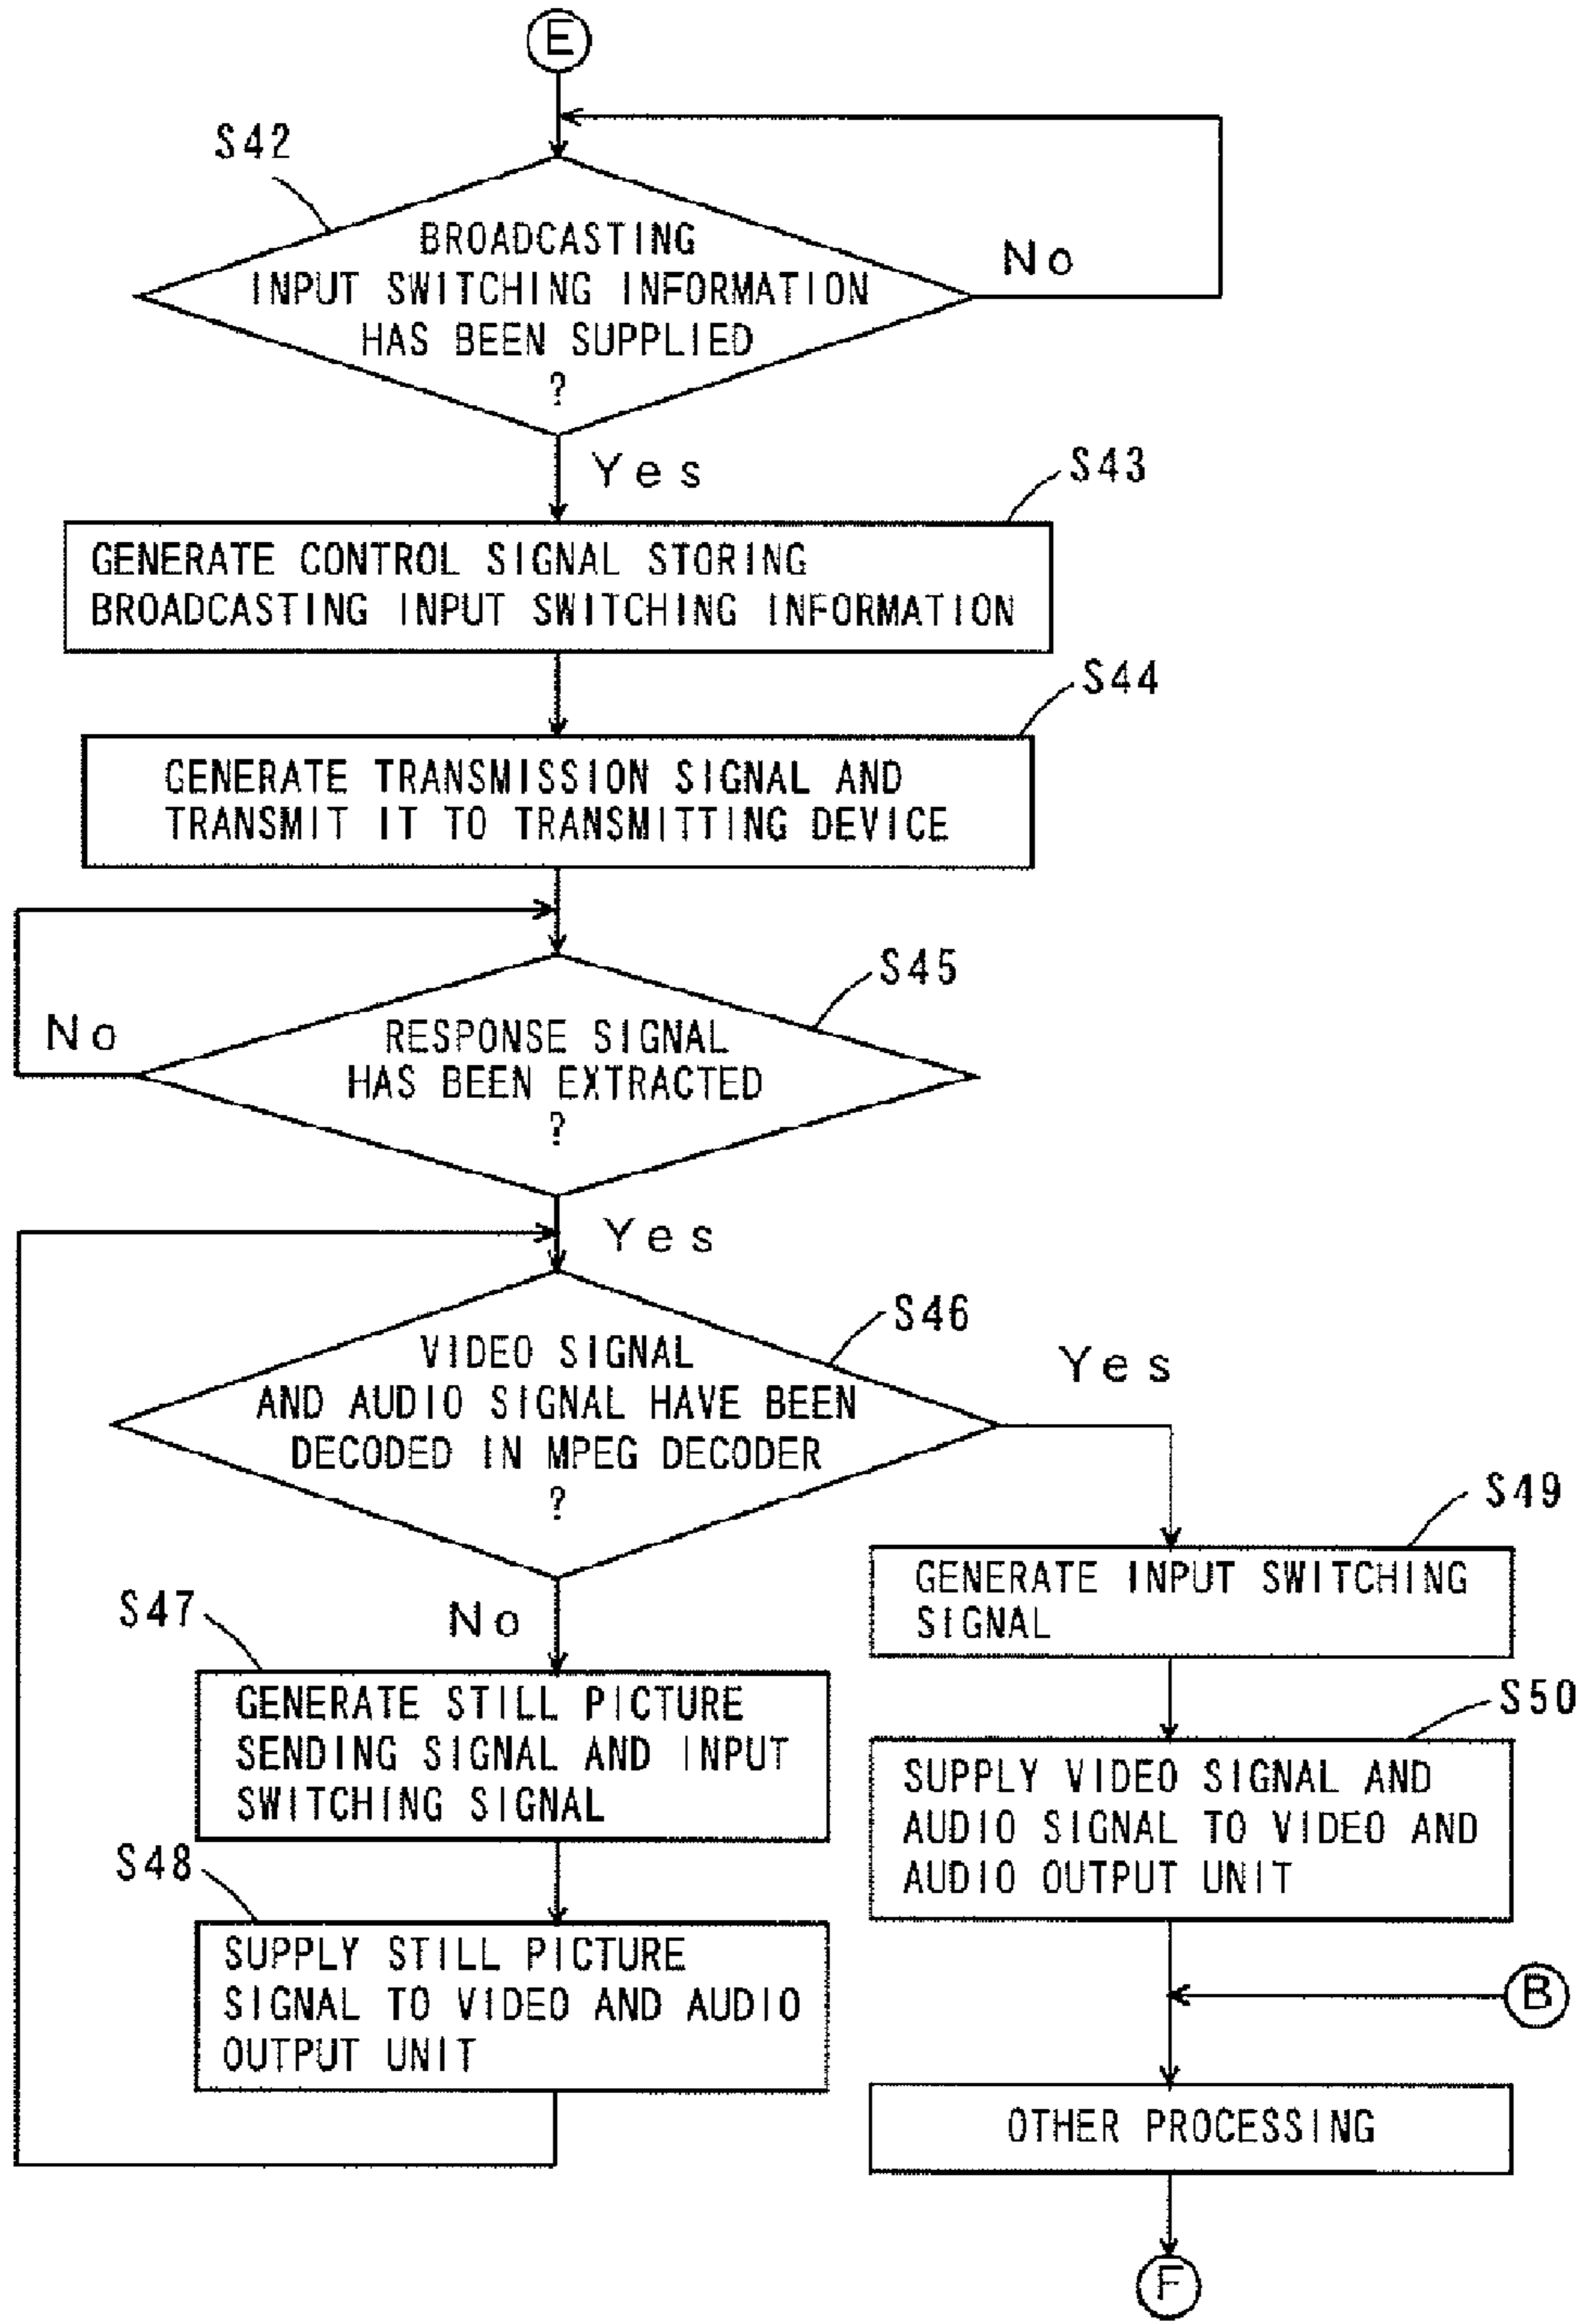 E
S42
BROADCASTING
INPUT SWITCHING INFORMATION
HAS BEEN SUPPLIED
?
No
Yes
S43
GENERATE CONTROL SIGNAL STORING
BROADCASTING INPUT SWITCHING INFORMATION
S44
GENERATE TRANSMISSION SIGNAL AND
TRANSMIT IT TO TRANSMITTING DEVICE
S45
RESPONSE SIGNAL
HAS BEEN EXTRACTED
?
No
Yes
S46
VIDEO SIGNAL
AND AUDIO SIGNAL HAVE BEEN
DECODED IN MPEG DECODER
?
Yes
No
S47
GENERATE STILL PICTURE
SENDING SIGNAL AND INPUT
SWITCHING SIGNAL
S48
SUPPLY STILL PICTURE
SIGNAL TO VIDEO AND AUDIO
OUTPUT UNIT
S49
GENERATE INPUT SWITCHING
SIGNAL
S50
SUPPLY VIDEO SIGNAL AND
AUDIO SIGNAL TO VIDEO AND
AUDIO OUTPUT UNIT
B
OTHER PROCESSING
F